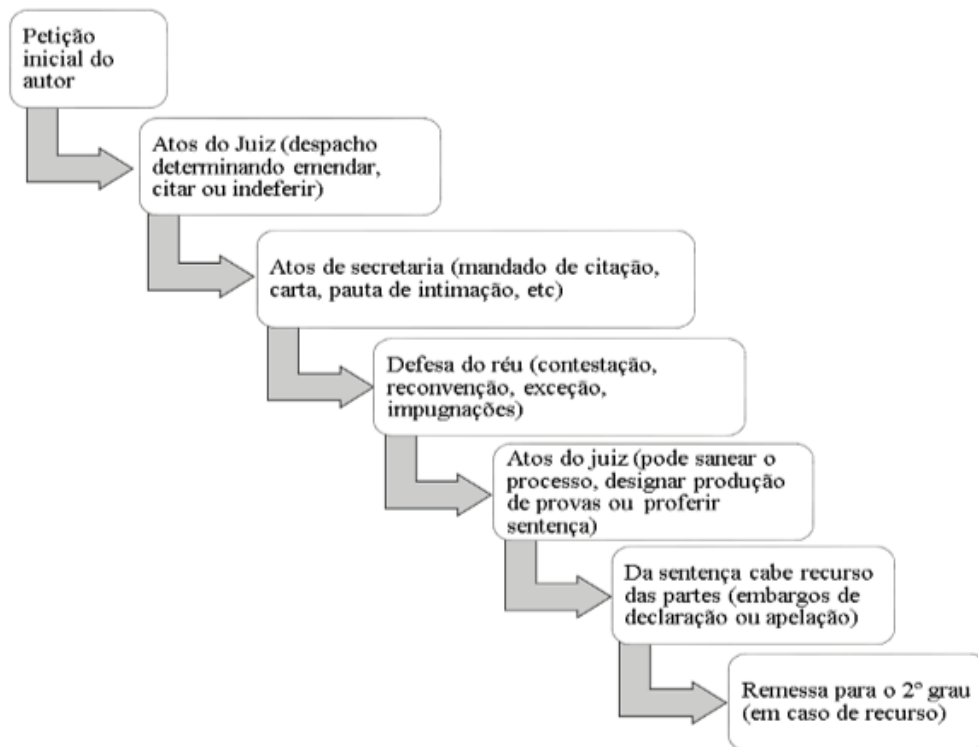 Petição
inicial do
autor
Atos do Juiz (despacho
determinando emendar,
citar ou indeferir)
Atos de secretaria (mandado de citação,
carta, pauta de intimação, etc)
Defesa do réu (contestação,
reconvenção, exceção,
impugnações)
Atos do juiz (pode sanear o
processo, designar produção
de provas ou proferir
sentença)
Da sentença cabe recurso
das partes (embargos de
declaração ou apelação)
Remessa para o 2º grau
(em caso de recurso)